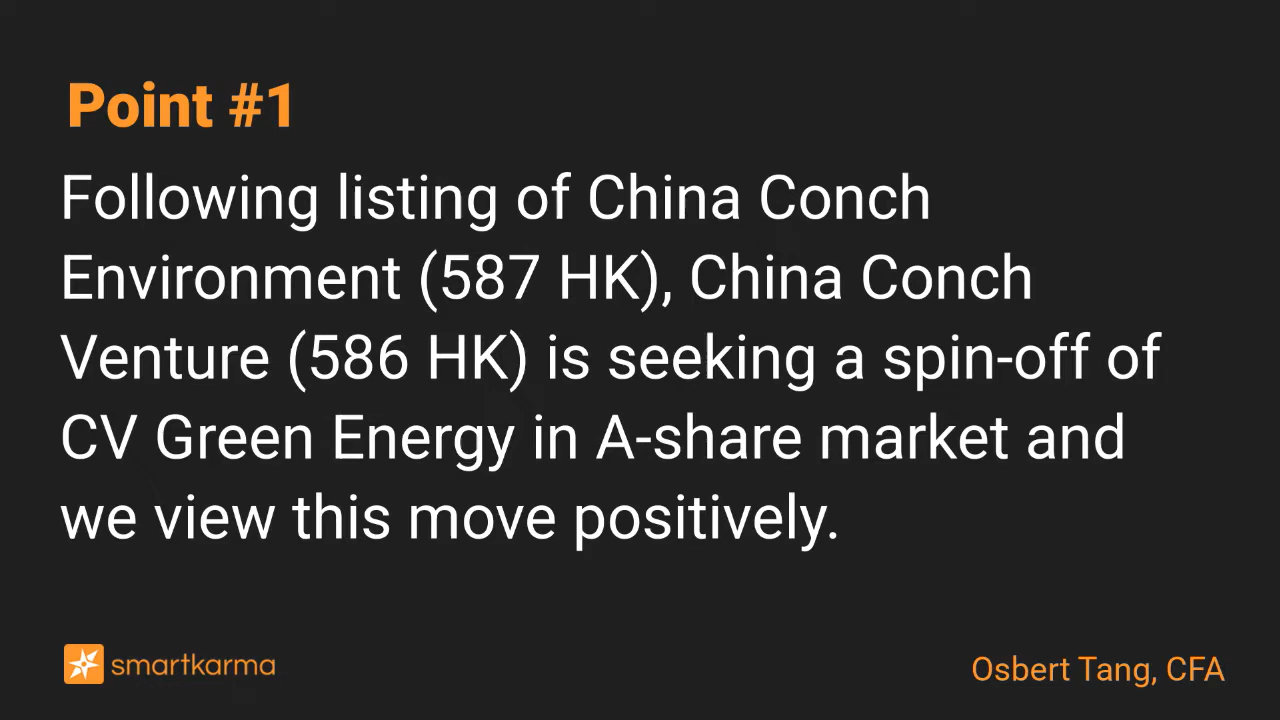 Point #1
Following listing of China Conch
Environment (587 HK), China Conch
Venture (586 HK) is seeking a spin-off of
CV Green Energy in A-share market and
we view this move positively.
smartkarma
Osbert Tang, CFA